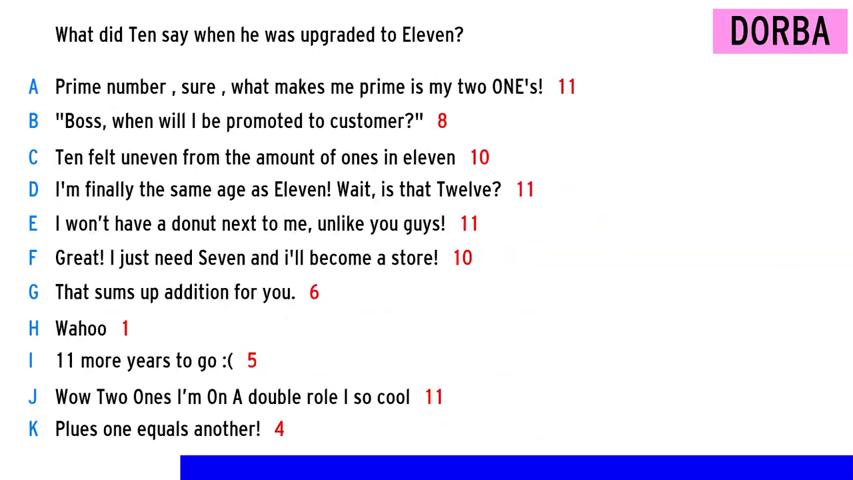 What did Ten say when he was upgraded to Eleven?
DORBA
A Prime number , sure , what makes me prime is my two ONE's! 11
B "Boss, when will I be promoted to customer?" 8
C Ten felt uneven from the amount of ones in eleven 10
D I'm finally the same age as Eleven! Wait, is that Twelve? 11
E I won’t have a donut next to me, unlike you guys! 11
F Great! I just need Seven and i'll become a store! 10
G That sums up addition for you. 6
H Wahoo 1
I 11 more years to go :( 5
J Wow Two Ones I’m On A double role I so cool 11
K Plues one equals another! 4